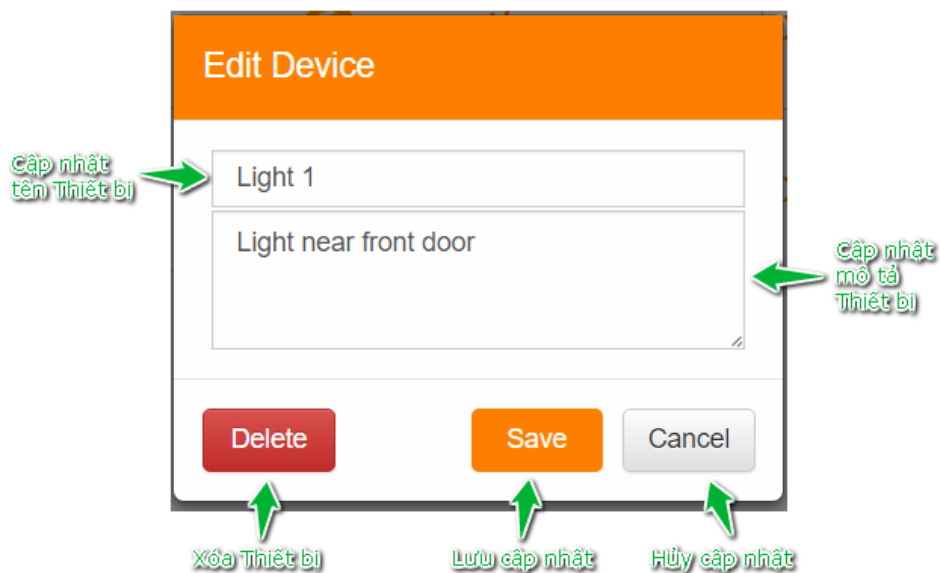 Edit Device
Cập nhật
tên Thiết bị
Light 1
Light near front door
Cập nhật
mô tả
Thiết bị
Delete
Save
Cancel
Xóa Thiết bị
Lưu cập nhật
Hủy cập nhật